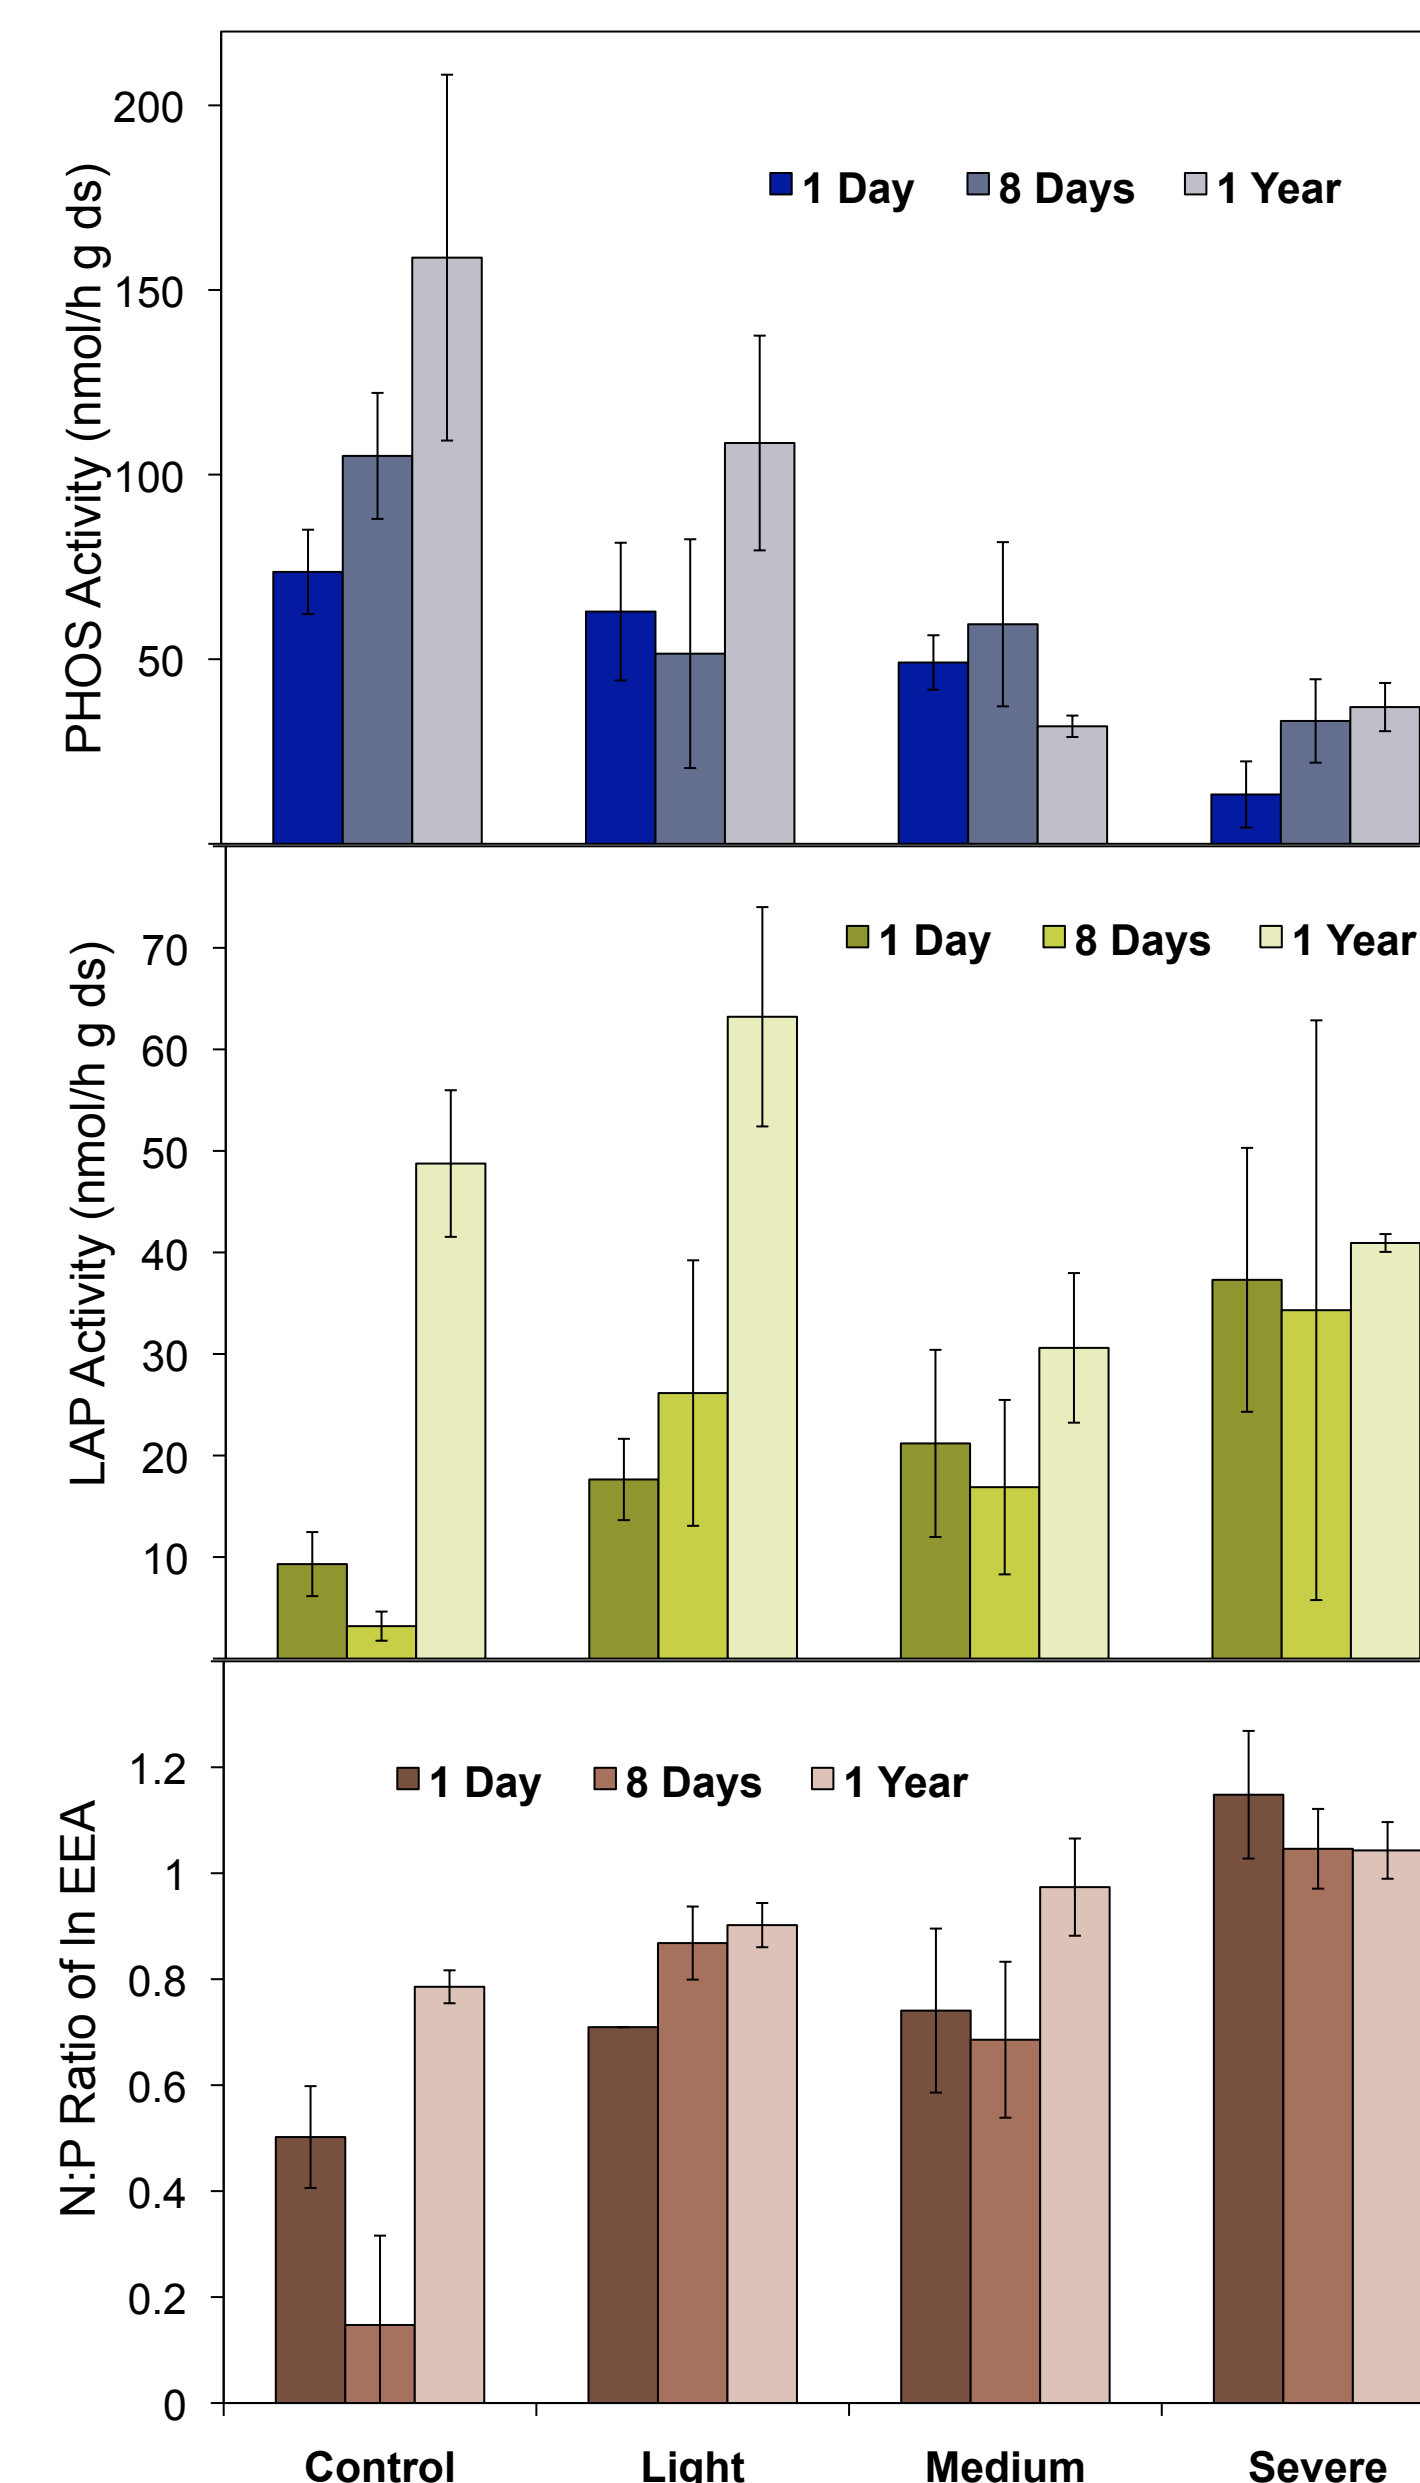 PHOS Activity (nmol/h g ds)
200
150
100
50
1 Day 8 Days 1 Year
LAP Activity (nmol/h g ds)
70
60
50
40
30
20
10
1 Day 8 Days 1 Year
N:P Ratio of ln EEA
1.2
1
0.8
0.6
0.4
0.2
0
1 Day 8 Days 1 Year
Control Light Medium Severe